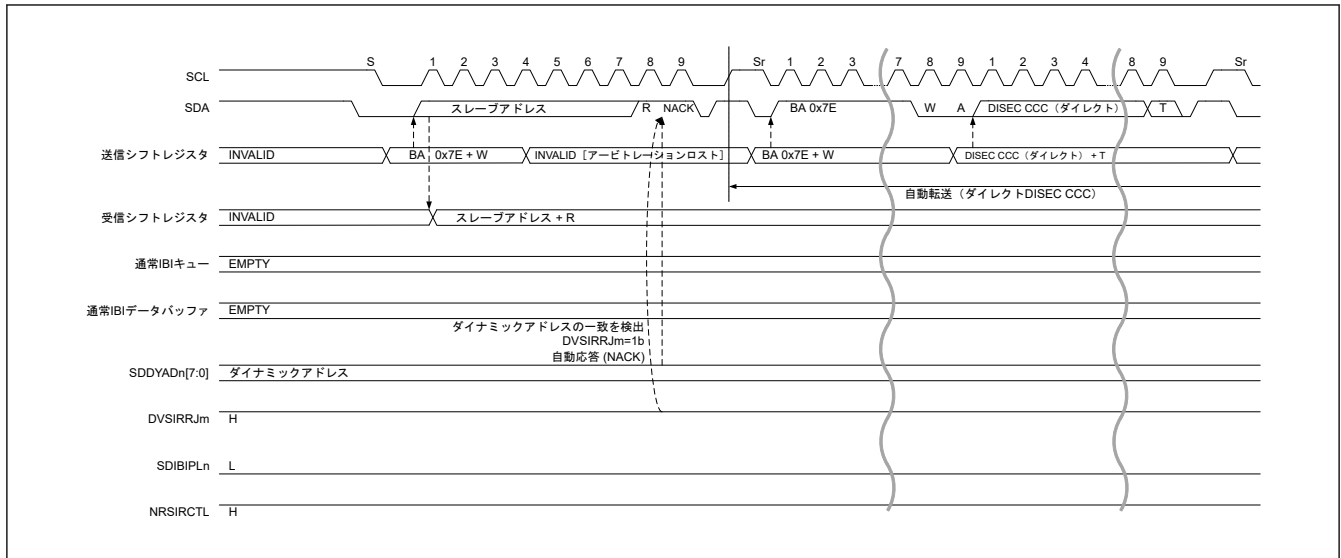 S 1 2 3 4 5 6 7 8 9 Sr 1 2 3 7 8 9 1 2 3 4 8 9 Sr
SCL
SDA スレーブアドレス R NACK BA 0x7E W A DISEC CCC（ダイレクト） T
送信シフトレジスタ INVALID BA 0x7E + W INVALID［アービトレーションロスト］ BA 0x7E + W DISEC CCC（ダイレクト）+ T
自動転送（ダイレクトDISEC CCC）
受信シフトレジスタ INVALID スレーブアドレス + R
通常IBIキュー EMPTY
通常IBIデータバッファ EMPTY
ダイナミックアドレスの一致を検出
DVSIRRJm=1b
自動応答 (NACK)
SDDYADn[7:0] ダイナミックアドレス
DVSIRRJm H
SDIBIPLn L
NRSIRCTL H